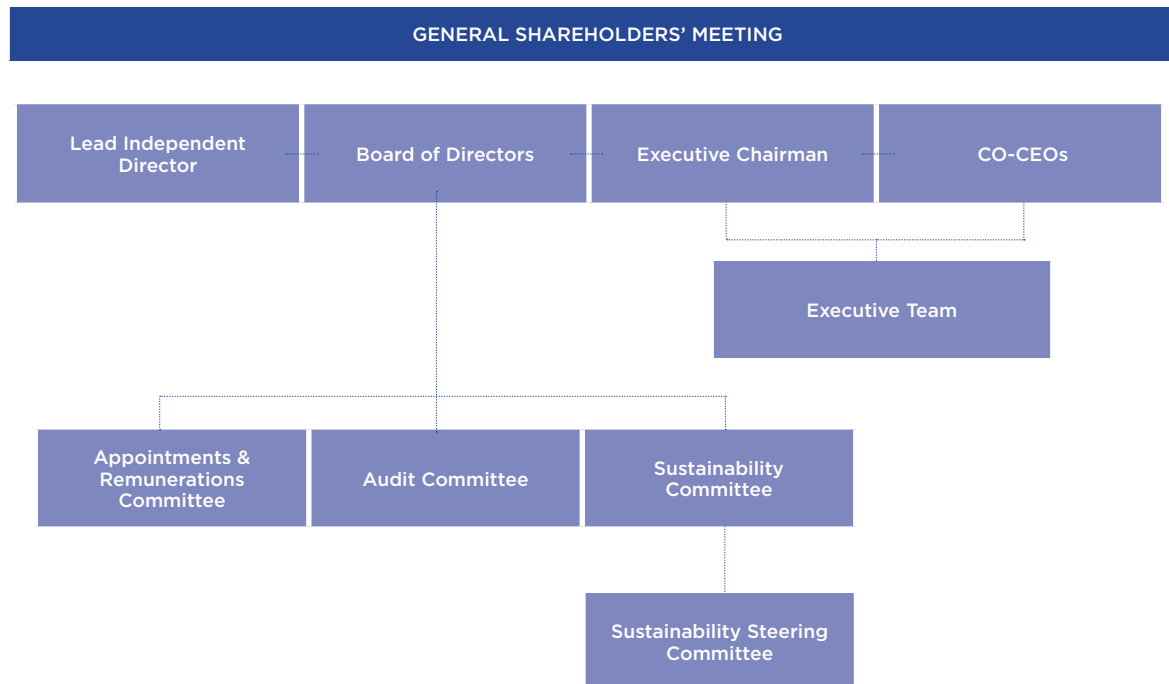 GENERAL SHAREHOLDERS’ MEETING
Lead Independent
Director
Board of Directors
Executive Chairman
CO-CEOs
Executive Team
Appointments &
Remunerations
Committee
Audit Committee
Sustainability
Committee
Sustainability Steering
Committee